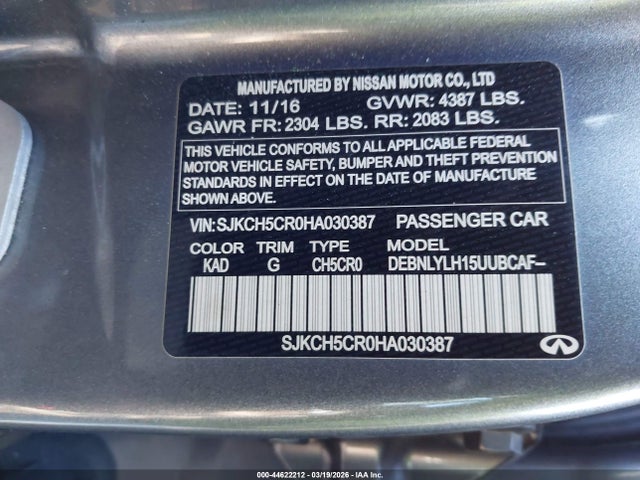 MANUFACTURED BY NISSAN MOTOR CO., LTD
DATE: 11/16 GVWR: 4387 LBS.
GAWR FR: 2304 LBS. RR: 2083 LBS.
THIS VEHICLE CONFORMS TO ALL APPLICABLE FEDERAL
MOTOR VEHICLE SAFETY, BUMPER AND THEFT PREVENTION
STANDARDS IN EFFECT ON THE DATE OF MANUFACTURE
SHOWN ABOVE.
VIN: SJKCH5CR0HA030387 PASSENGER CAR
COLOR TRIM TYPE MODEL
KAD G CH5CR0 DEBNLYLH15UUBCAF-
SJKCH5CR0HA030387
000-44622212 - 03/19/2026 - IAA Inc.